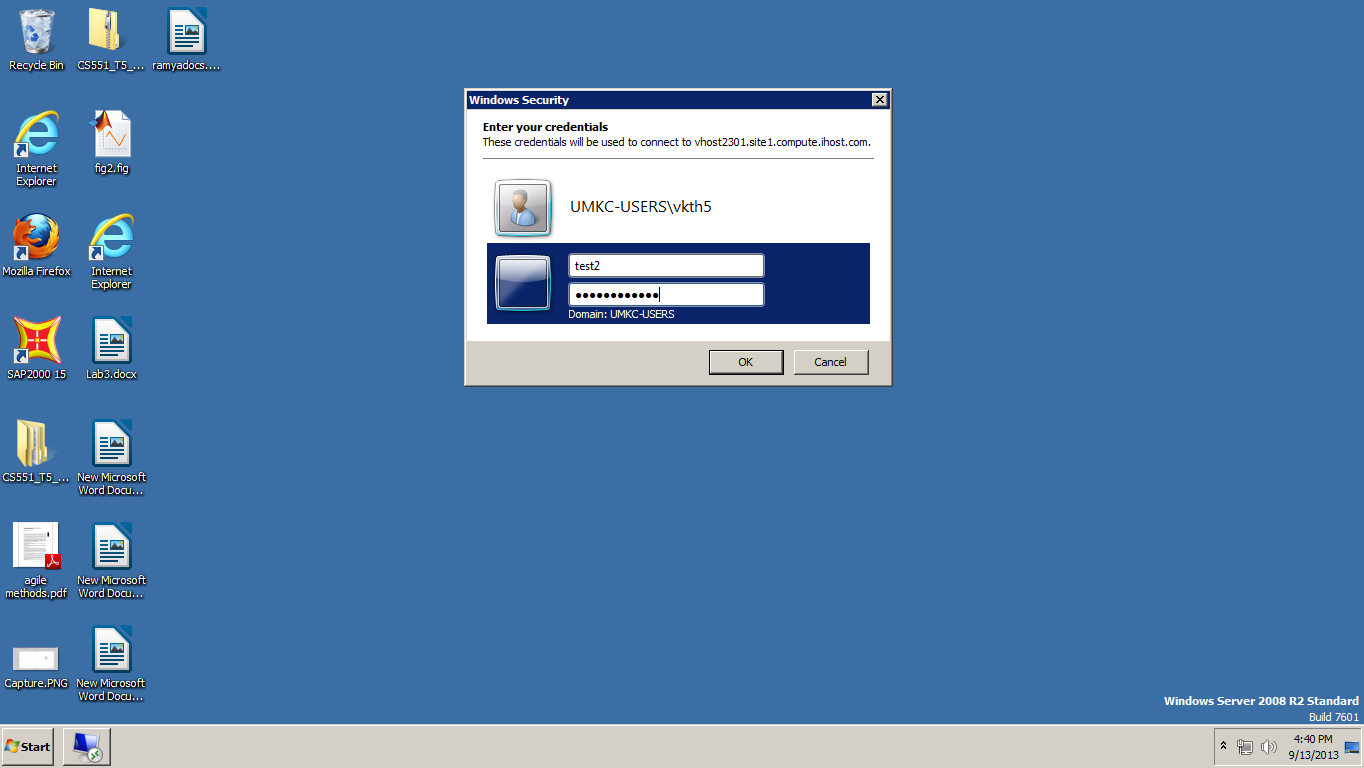 Recycle Bin
CS551_T5_...
ramyadocs....
Internet
Explorer
fig2.fig
Mozilla Firefox
Internet
Explorer
SAP2000 15
Lab3.docx
CS551_T5_...
New Microsoft
Word Docu...
agile
methods.pdf
New Microsoft
Word Docu...
Capture.PNG
New Microsoft
Word Docu...
Windows Security
Enter your credentials
These credentials will be used to connect to vhost2301.site1.compute.ihost.com.
UMKC-USERS\vkth5
test2
●●●●●●●●●●●●
Domain: UMKC-USERS
OK
Cancel
Windows Server 2008 R2 Standard
Build 7601
Start
4:40 PM
9/13/2013